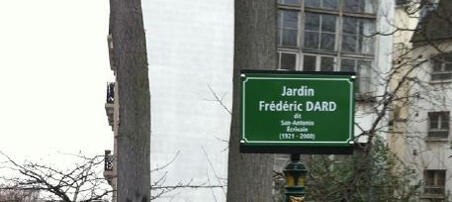 Jardin
Frédéric DARD
dit
San-Antonio
Écrivain
(1921 - 2000)